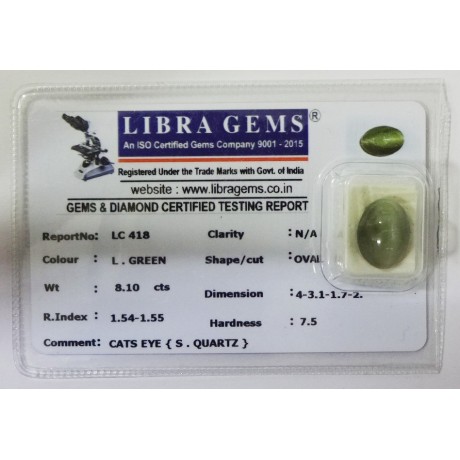 LIBRA GEMS ®
An ISO Certified Gems Company 9001 - 2015
Registered Under the Trade Marks with Govt. of India
website : www.libragems.co.in
GEMS & DIAMOND CERTIFIED TESTING REPORT
ReportNo: LC 418 Clarity : N/A
Colour : L . GREEN Shape/cut : OVAL
Wt : 8.10 cts Dimension : 4-3.1-1.7-2.
R.Index : 1.54-1.55 Hardness : 7.5
Comment: CATS EYE { S . QUARTZ }